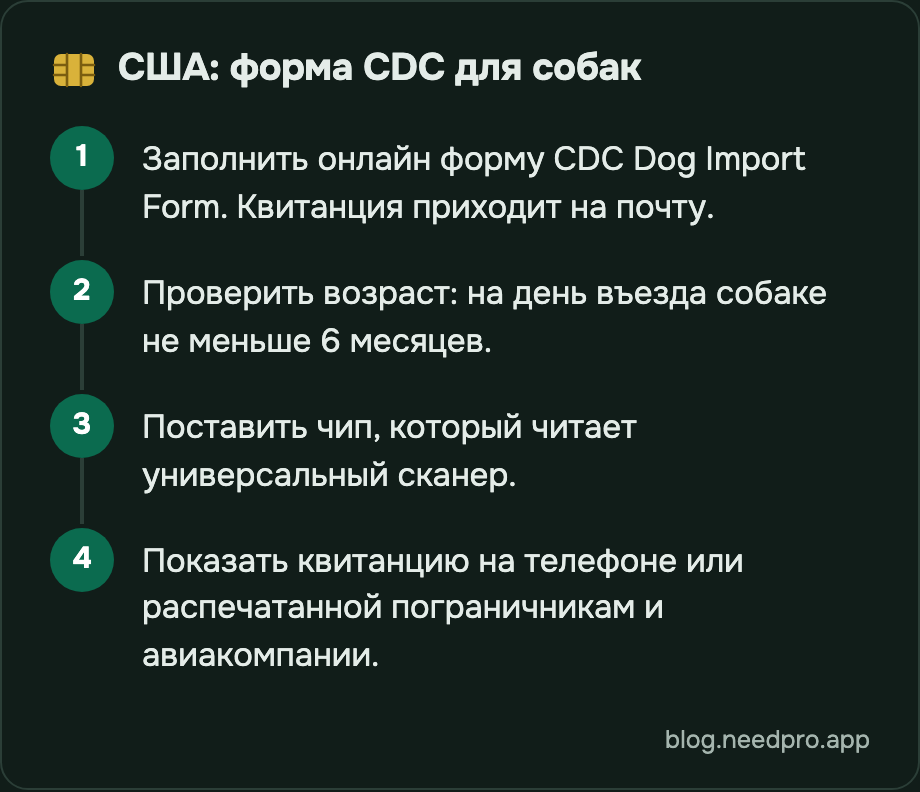 США: форма CDC для собак
1
Заполнить онлайн форму CDC Dog Import
Form. Квитанция приходит на почту.
2
Проверить возраст: на день въезда собаке
не меньше 6 месяцев.
3
Поставить чип, который читает
универсальный сканер.
4
Показать квитанцию на телефоне или
распечатанной пограничникам и
авиакомпании.
blog.needpro.app